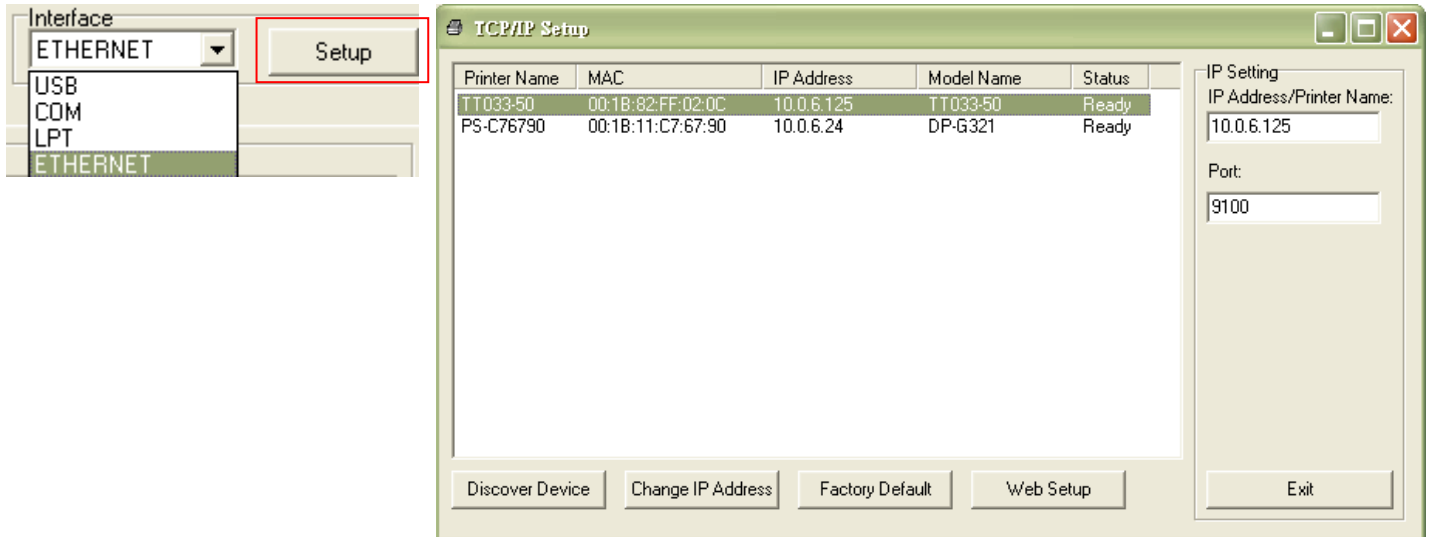 Interface
ETHERNET
Setup
USB
COM
LPT
ETHERNET
TCP/IP Setup
Printer Name MAC IP Address Model Name Status
TT033-50 00:1B:82:FF:02:0C 10.0.6.125 TT033-50 Ready
PS-C76790 00:1B:11:C7:67:90 10.0.6.24 DP-G321 Ready
IP Setting
IP Address/Printer Name:
10.0.6.125
Port:
9100
Discover Device Change IP Address Factory Default Web Setup Exit